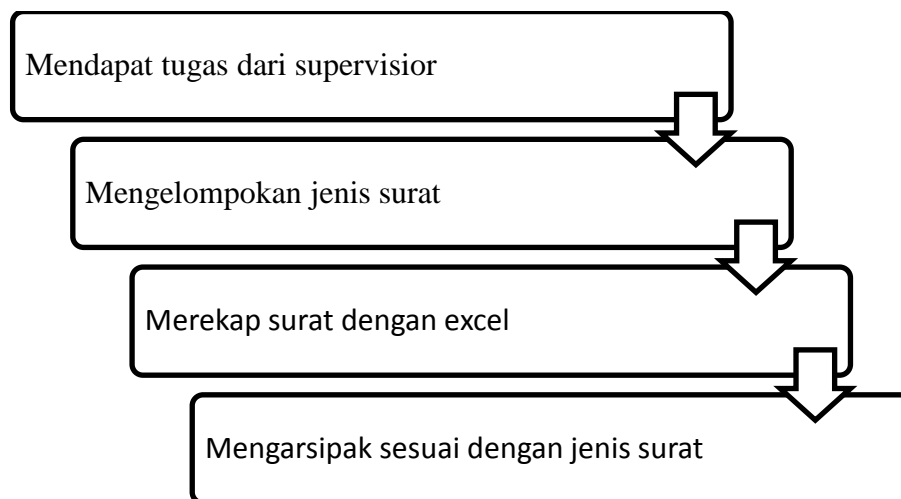 Mendapat tugas dari supervisior
Mengelompokan jenis surat
Merekap surat dengan excel
Mengarsipak sesuai dengan jenis surat